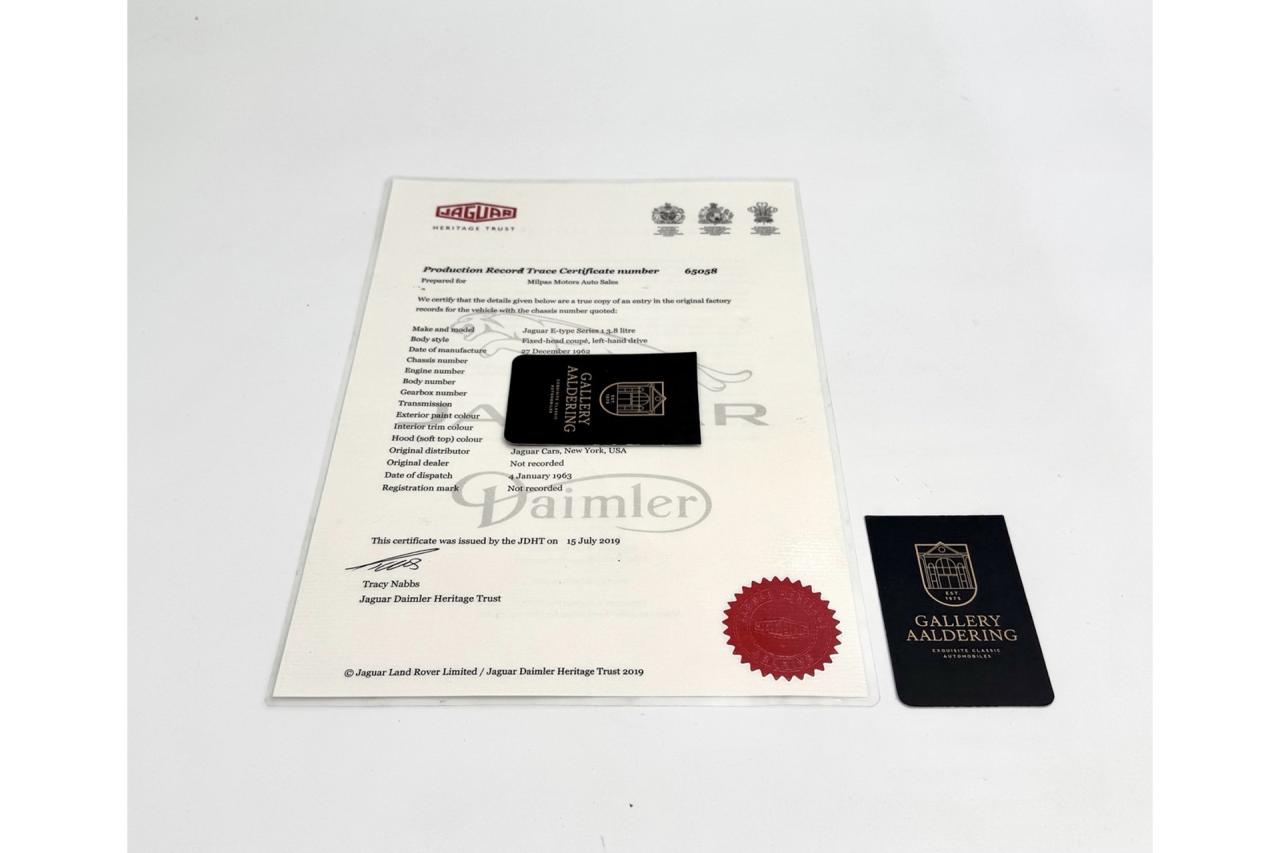 JAGUAR
HERITAGE TRUST
Production Record Trace Certificate number 65058
Prepared for Milpas Motors Auto Sales
We certify that the details given below are a true copy of an entry in the original factory
records for the vehicle with the chassis number quoted:
Make and model Jaguar E-type Series 1 3.8 litre
Body style Fixed-head coupé, left-hand drive
Date of manufacture 27 December 1962
Chassis number
Engine number
Body number
Gearbox number
Transmission
Exterior paint colour
Interior trim colour
Hood (soft top) colour
Original distributor Jaguar Cars, New York, USA
Original dealer Not recorded
Date of dispatch 4 January 1963
Registration mark Not recorded
Daimler
This certificate was issued by the JDHT on 15 July 2019
Tracy Nabbs
Jaguar Daimler Heritage Trust
© Jaguar Land Rover Limited / Jaguar Daimler Heritage Trust 2019
JAGUAR
EST.
1975
GALLERY
AALDERING
EXQUISITE CLASSIC
AUTOMOBILES
EST.
1975
GALLERY
AALDERING
EXQUISITE CLASSIC
AUTOMOBILES